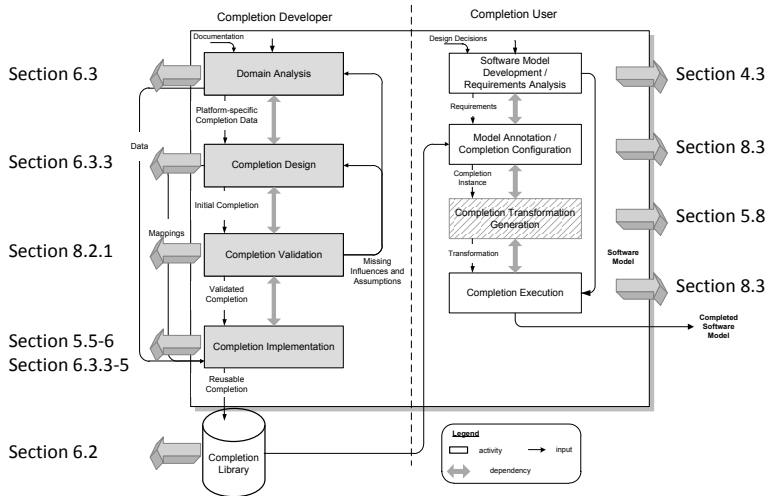 Completion Developer
Completion User
Documentation
Design Decisions
Section 6.3
Domain Analysis
Software Model
Development /
Requirements Analysis
Section 4.3
Platform-specific
Completion Data
Requirements
Data
Section 6.3.3
Completion Design
Model Annotation /
Completion Configuration
Section 8.3
Initial Completion
Completion
Instance
Mappings
Completion Transformation
Generation
Section 5.8
Section 8.2.1
Completion Validation
Missing
Influences and
Assumptions
Transformation
Software
Model
Validated
Completion
Completion Execution
Section 8.3
Section 5.5-6
Section 6.3.3-5
Completion Implementation
Completed
Software
Model
Reusable
Completion
Section 6.2
Completion
Library
Legend
activity
input
dependency